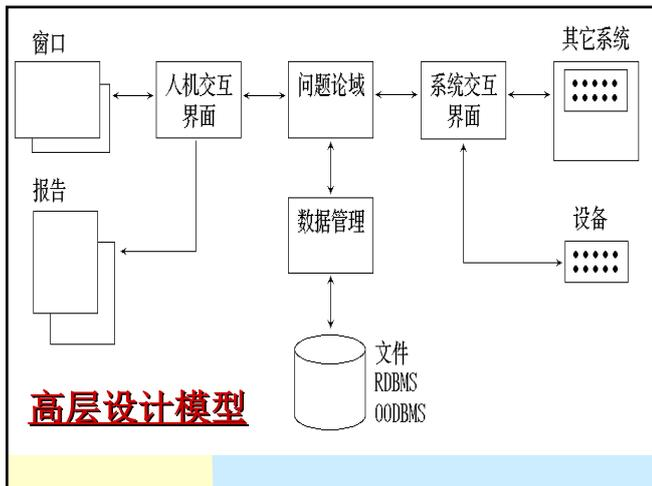 窗口
人机交互
界面
问题论域
系统交互
界面
其它系统
报告
数据管理
设备
文件
RDBMS
OODBMS
高层设计模型